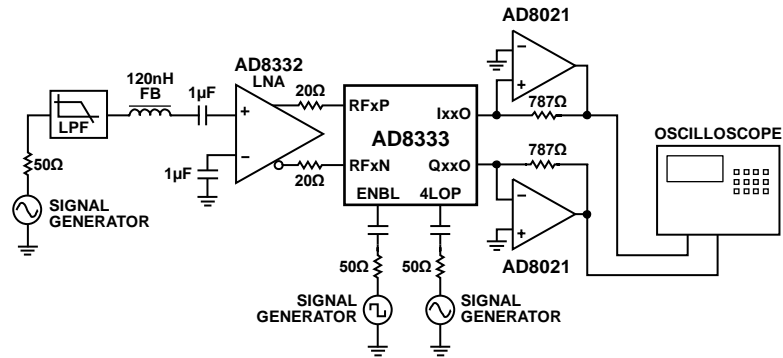 AD8021
120nH
FB
AD8332
LNA
1µF
20Ω
787Ω
LPF
+
–
RFxP
IxxO
–
+
AD8333
OSCILLOSCOPE
50Ω
1µF
20Ω
RFxN
QxxO
787Ω
ENBL
4LOP
–
+
SIGNAL
GENERATOR
AD8021
50Ω
50Ω
SIGNAL
GENERATOR
SIGNAL
GENERATOR